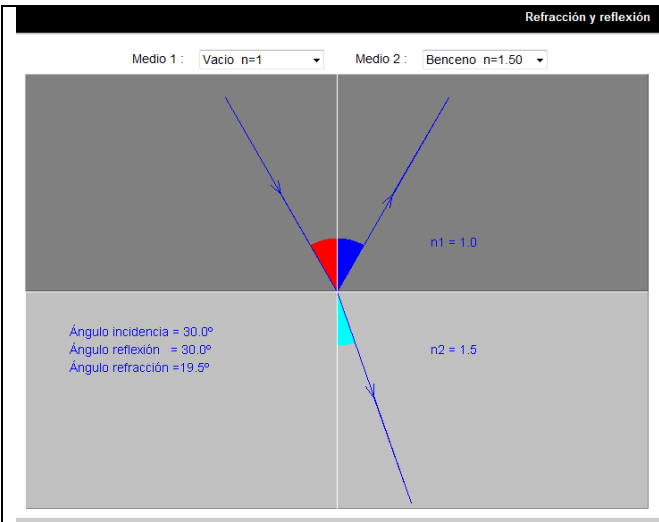 Refracción y reflexión
Medio 1 : Vacio n=1 Medio 2 : Benceno n=1.50
n1 = 1.0
Ángulo incidencia = 30.0º
Ángulo reflexión = 30.0º
Ángulo refracción =19.5º
n2 = 1.5